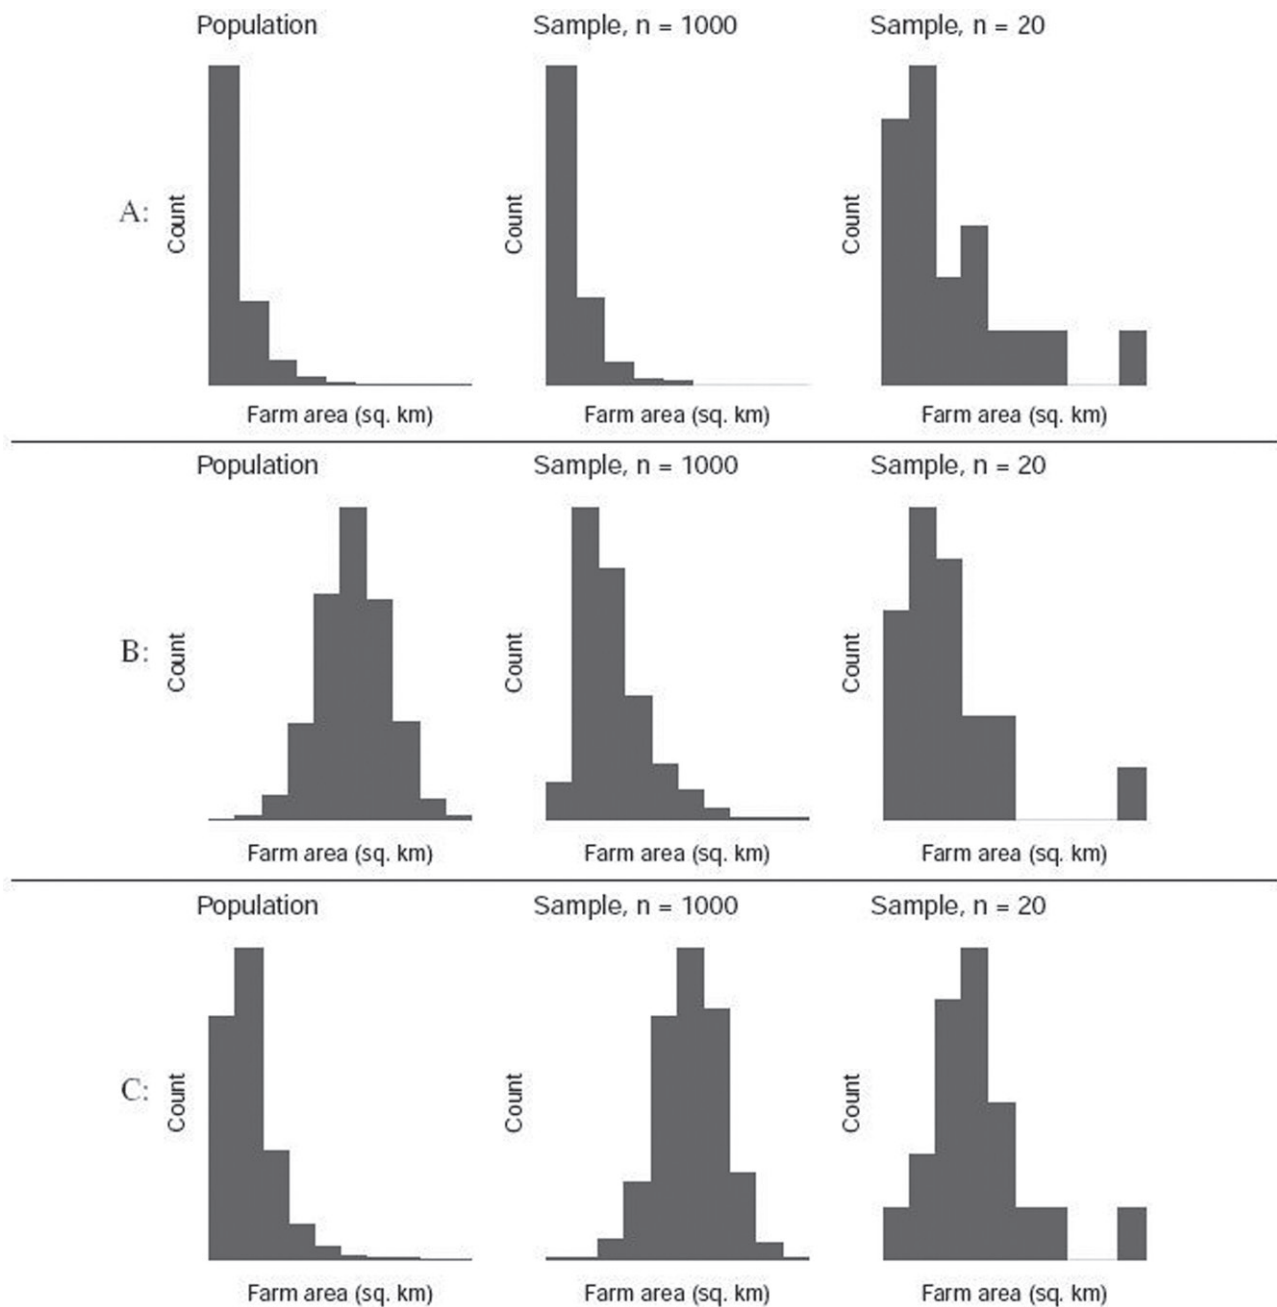 Population Sample, n = 1000 Sample, n = 20
A: Count Count Count
Farm area (sq. km) Farm area (sq. km) Farm area (sq. km)
Population Sample, n = 1000 Sample, n = 20
B: Count Count Count
Farm area (sq. km) Farm area (sq. km) Farm area (sq. km)
Population Sample, n = 1000 Sample, n = 20
C: Count Count Count
Farm area (sq. km) Farm area (sq. km) Farm area (sq. km)